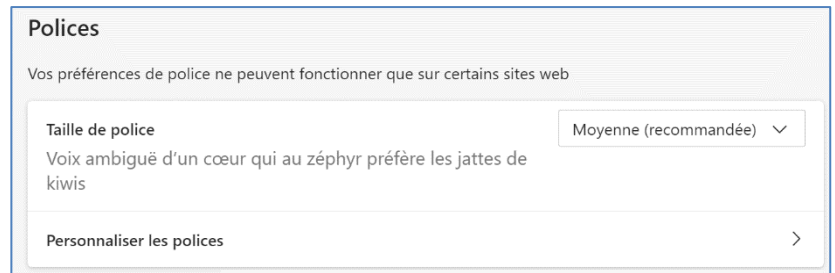 Polices
Vos préférences de police ne peuvent fonctionner que sur certains sites web
Taille de police
Moyenne (recommandée)
Voix ambiguë d'un cœur qui au zéphyr préfère les jattes de
kiwis
Personnaliser les polices